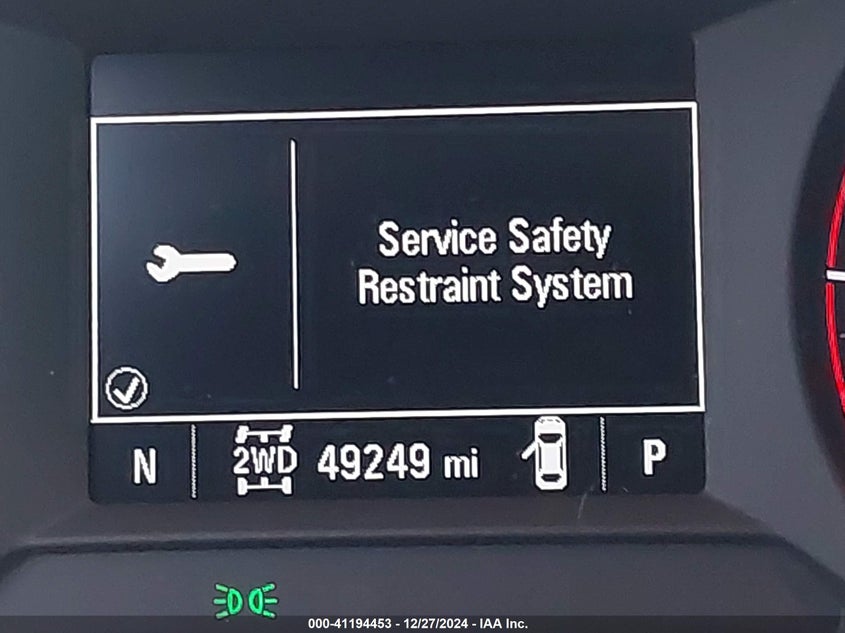 Service Safety
Restraint System
N 2WD 49249 mi P
000-41194453 - 12/27/2024 - IAA Inc.